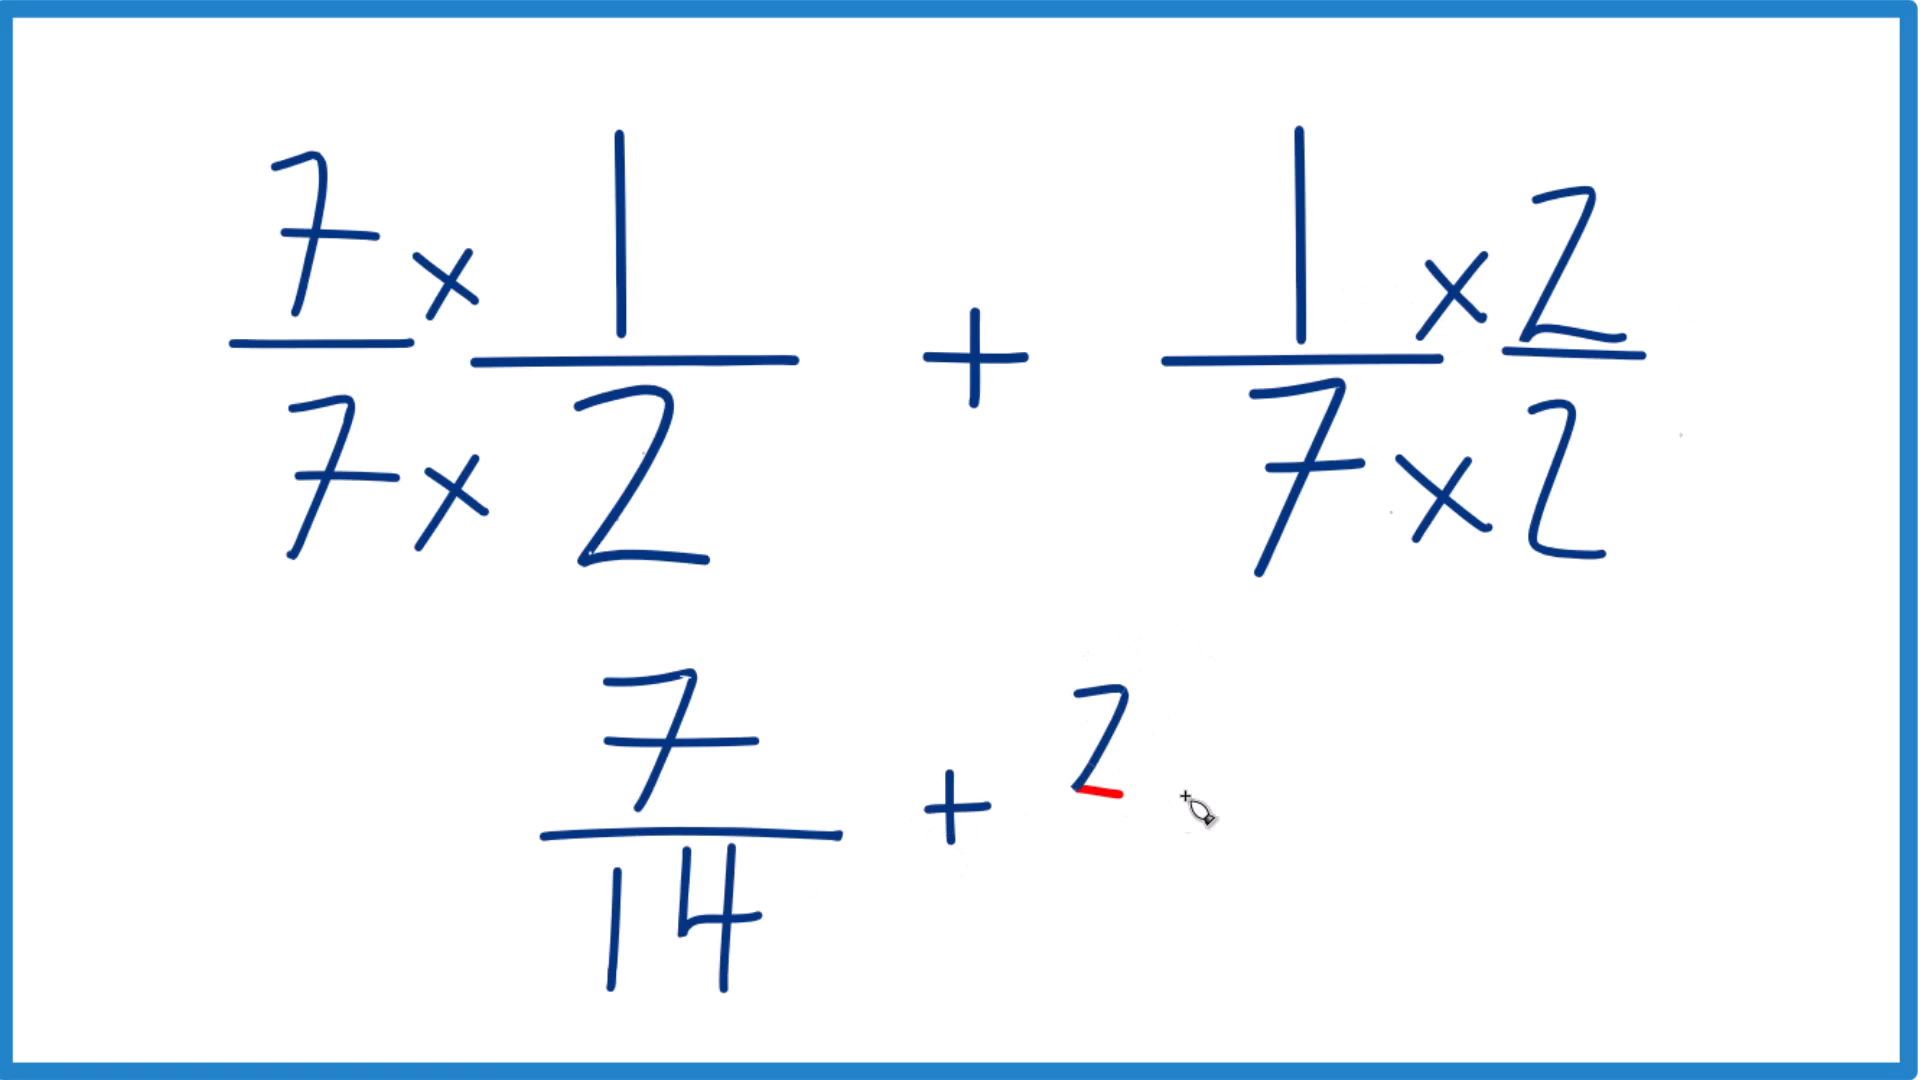 7/7 × 1/2 + 1/7 × 2/2
7/14 + 2